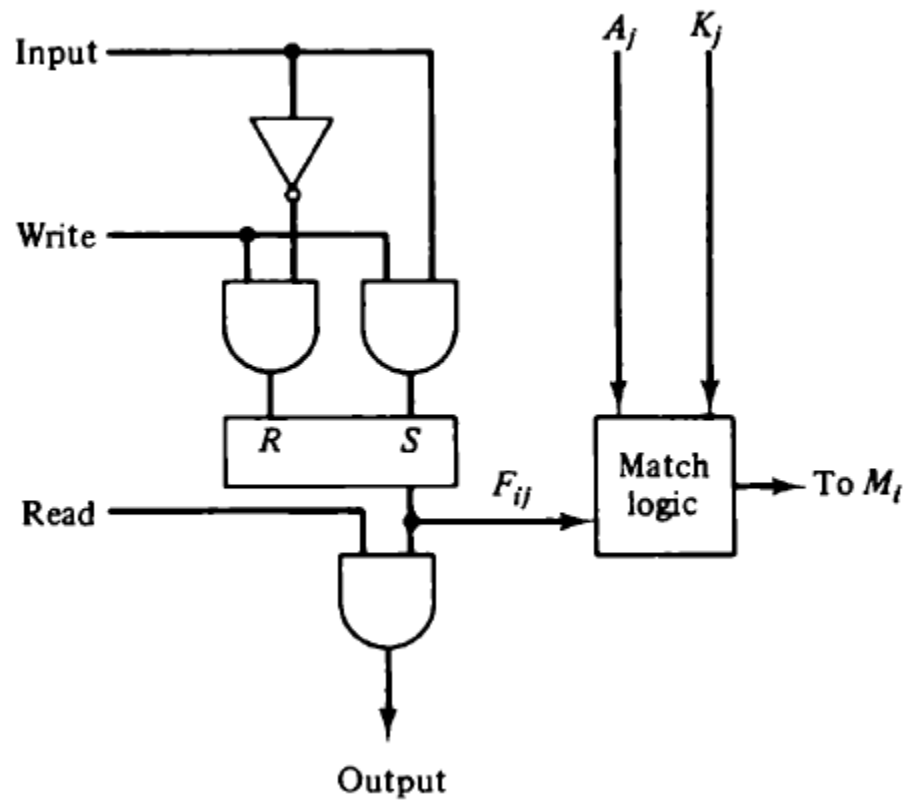 Input
A_j
K_j
Write
R
S
Match
logic
F_ij
To M_i
Read
Output